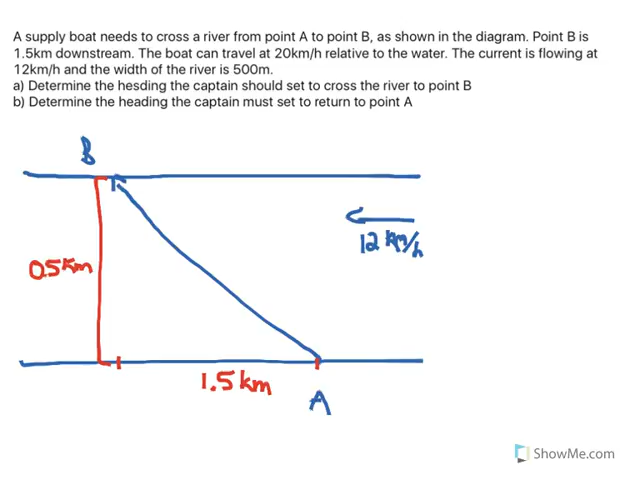 A supply boat needs to cross a river from point A to point B, as shown in the diagram. Point B is
1.5km downstream. The boat can travel at 20km/h relative to the water. The current is flowing at
12km/h and the width of the river is 500m.
a) Determine the hesding the captain should set to cross the river to point B
b) Determine the heading the captain must set to return to point A
B
12 km/h
0.5km
1.5km
A
ShowMe.com